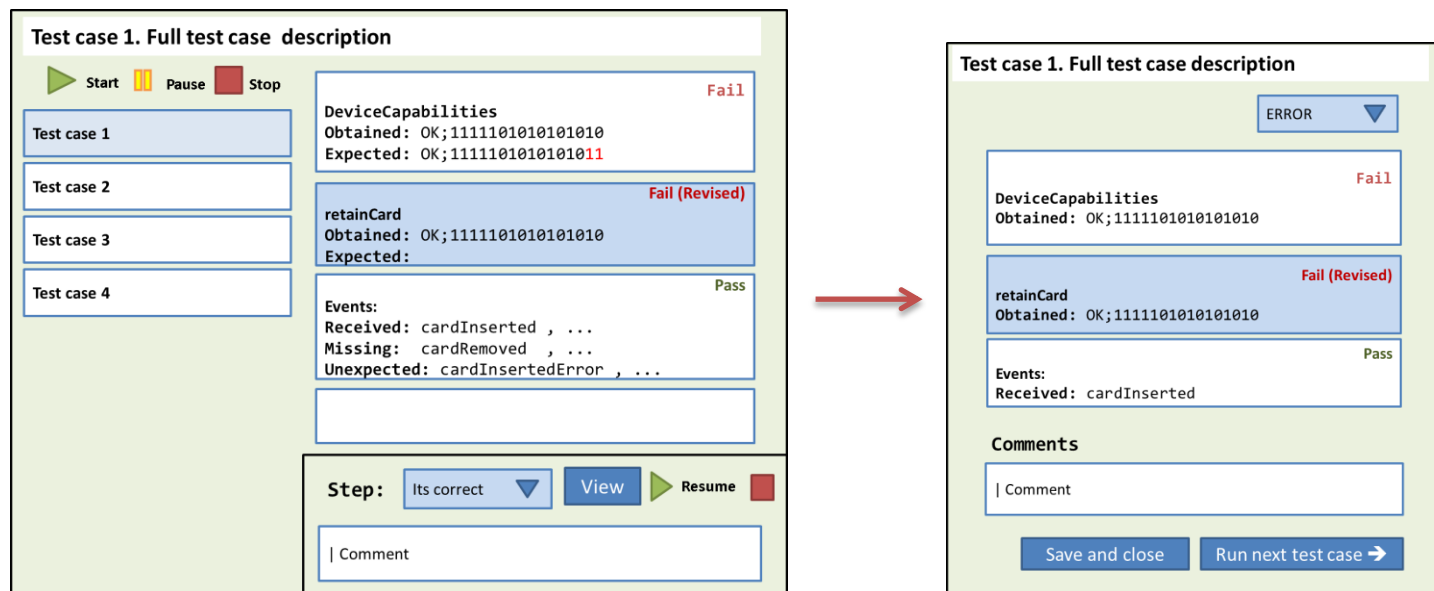 Test case 1. Full test case description
Start Pause Stop
Test case 1
Test case 2
Test case 3
Test case 4
Fail
DeviceCapabilities
Obtained: OK;1111101010101010
Expected: OK;1111101010101011
Fail (Revised)
retainCard
Obtained: OK;1111101010101010
Expected:
Pass
Events:
Received: cardInserted , ...
Missing: cardRemoved , ...
Unexpected: cardInsertedError , ...
Step: Its correct View Resume
| Comment
Test case 1. Full test case description
ERROR
Fail
DeviceCapabilities
Obtained: OK;1111101010101010
Fail (Revised)
retainCard
Obtained: OK;1111101010101010
Pass
Events:
Received: cardInserted
Comments
| Comment
Save and close Run next test case →